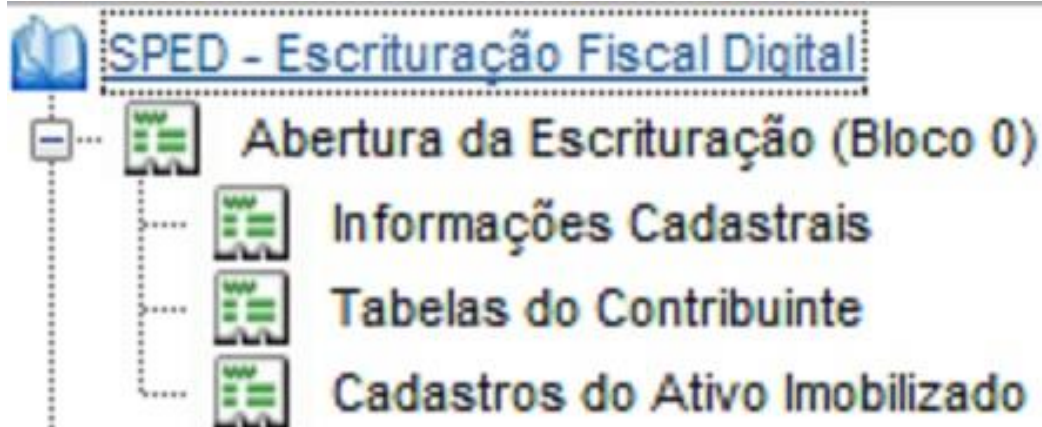 SPED - Escrituração Fiscal Digital
Abertura da Escrituração (Bloco 0)
Informações Cadastrais
Tabelas do Contribuinte
Cadastros do Ativo Imobilizado